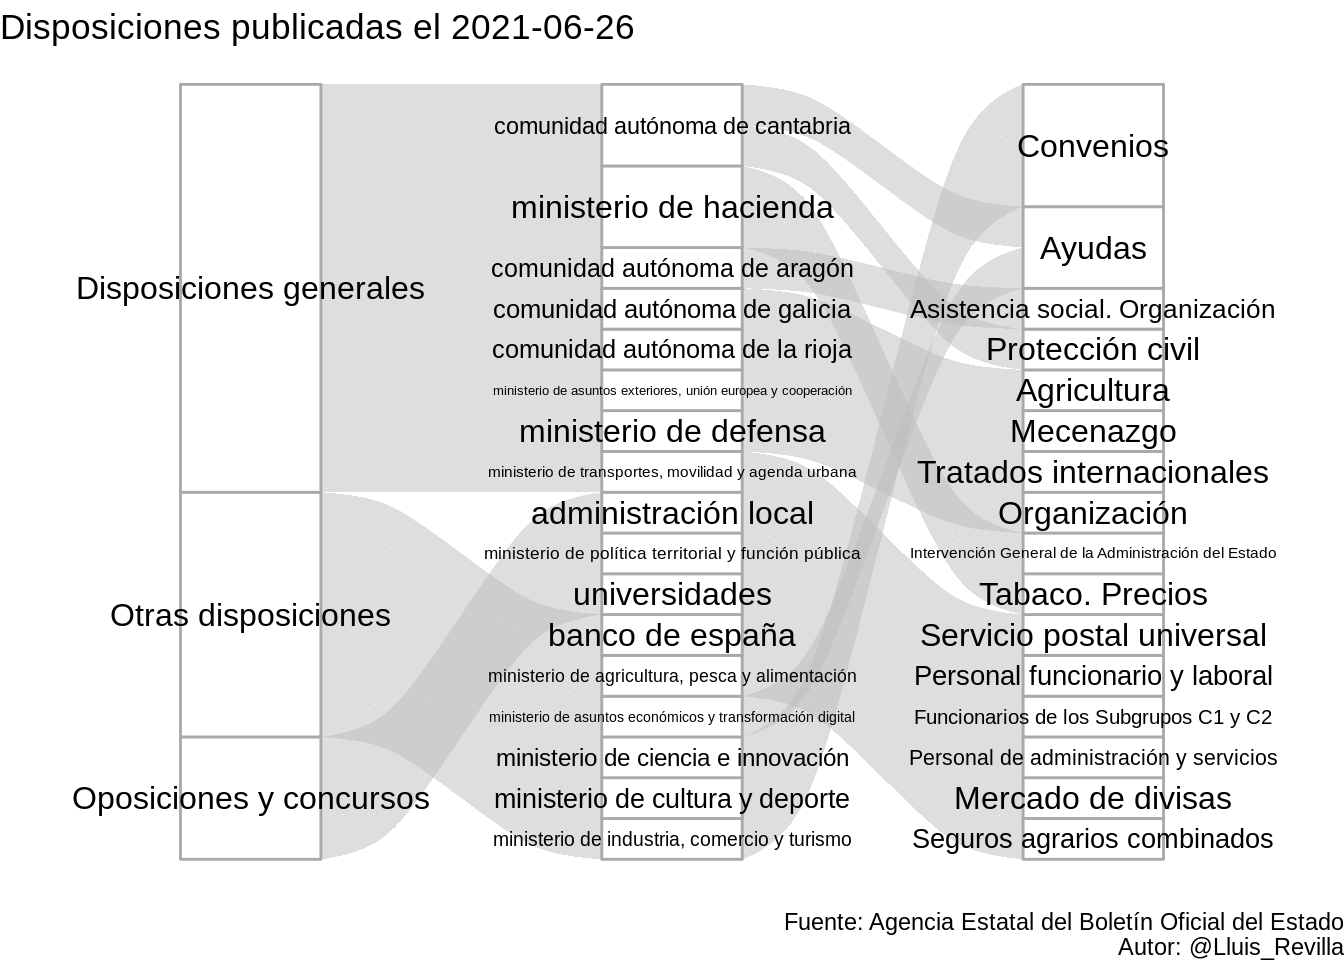 Disposiciones publicadas el 2021-06-26
Disposiciones generales
Otras disposiciones
Oposiciones y concursos
comunidad autónoma de cantabria
ministerio de hacienda
comunidad autónoma de aragón
comunidad autónoma de galicia
comunidad autónoma de la rioja
ministerio de asuntos exteriores, unión europea y cooperación
ministerio de defensa
ministerio de transportes, movilidad y agenda urbana
administración local
ministerio de política territorial y función pública
universidades
banco de españa
ministerio de agricultura, pesca y alimentación
ministerio de asuntos económicos y transformación digital
ministerio de ciencia e innovación
ministerio de cultura y deporte
ministerio de industria, comercio y turismo
Convenios
Ayudas
Asistencia social. Organización
Protección civil
Agricultura
Mecenazgo
Tratados internacionales
Organización
Intervención General de la Administración del Estado
Tabaco. Precios
Servicio postal universal
Personal funcionario y laboral
Funcionarios de los Subgrupos C1 y C2
Personal de administración y servicios
Mercado de divisas
Seguros agrarios combinados
Fuente: Agencia Estatal del Boletín Oficial del Estado
Autor: @Lluis_Revilla